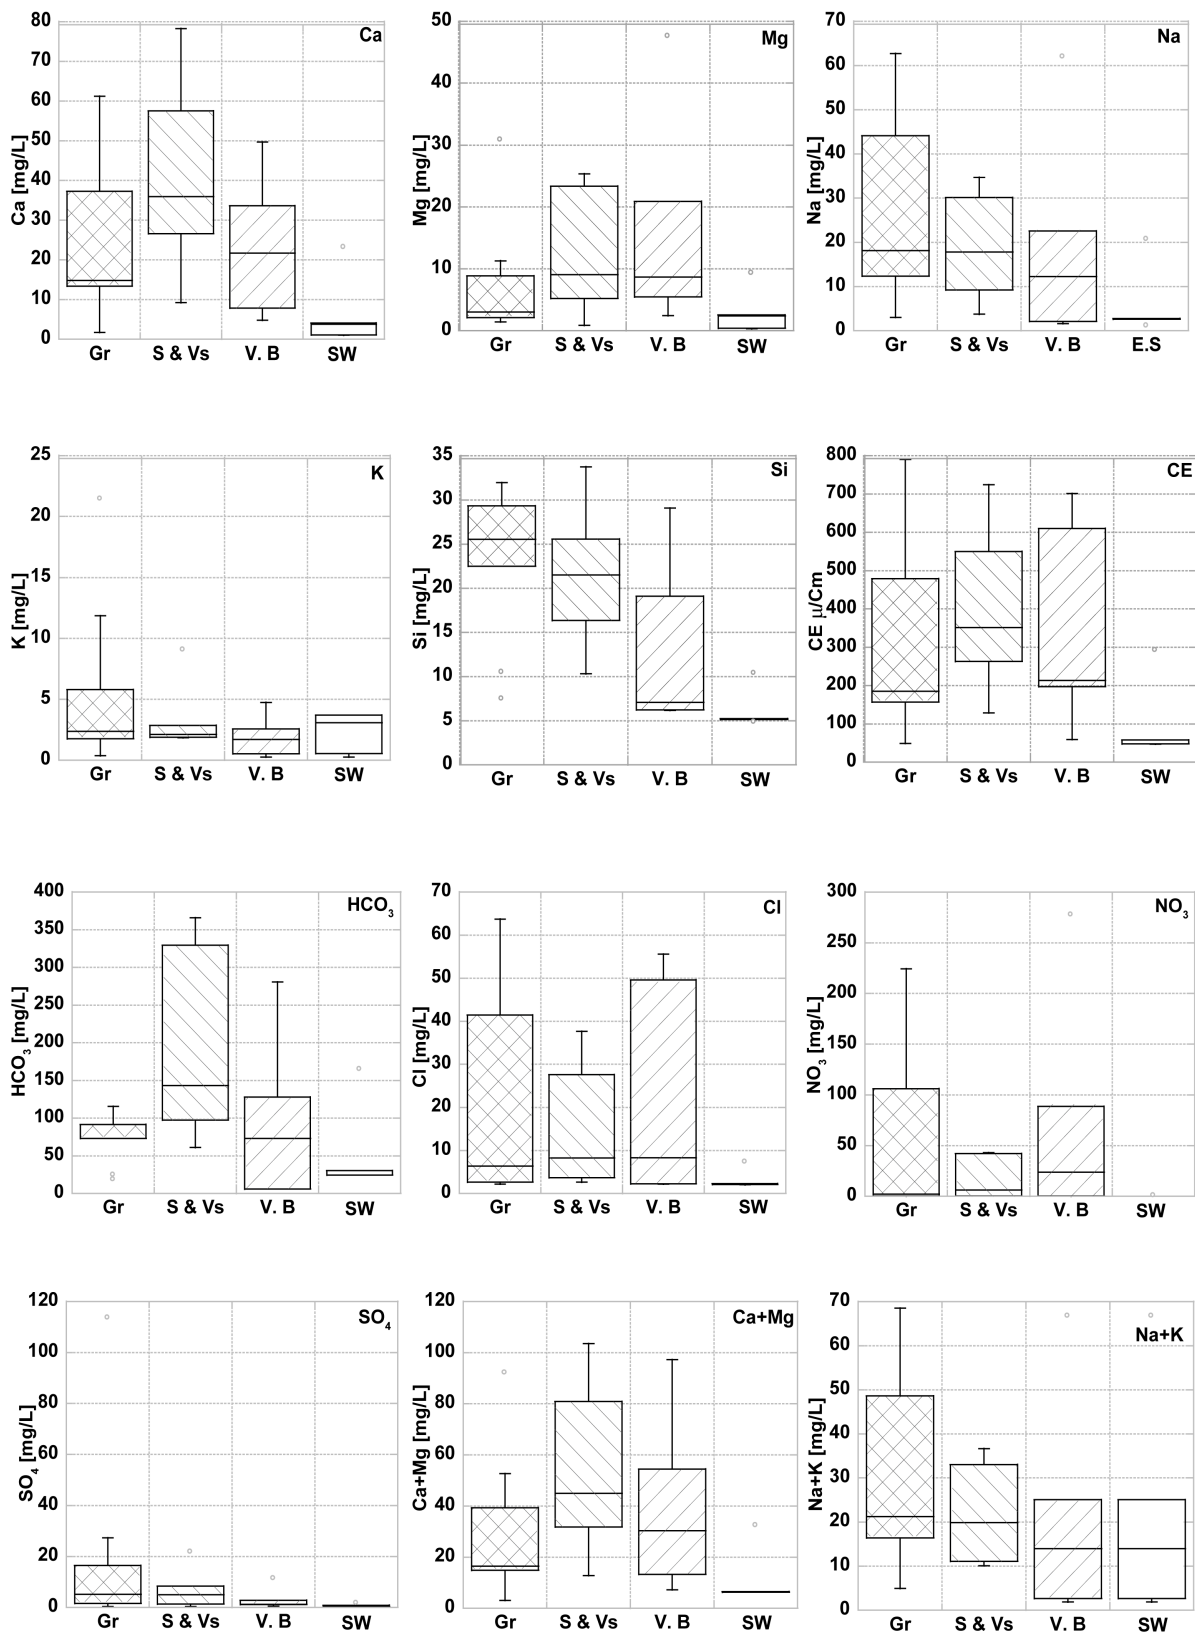 Ca
Ca [mg/L]
80
70
60
50
40
30
20
10
0
Gr S & Vs V. B SW
Mg
Mg [mg/L]
50
40
30
20
10
0
Gr S & Vs V. B SW
Na
Na [mg/L]
70
60
50
40
30
20
10
0
Gr S & Vs V. B E.S
K
K [mg/L]
25
20
15
10
5
0
Gr S & Vs V. B SW
Si
Si [mg/L]
35
30
25
20
15
10
5
0
Gr S & Vs V. B SW
CE
CE μ/Cm
800
700
600
500
400
300
200
100
0
Gr S & Vs V. B SW
HCO3
HCO3 [mg/L]
400
350
300
250
200
150
100
50
0
Gr S & Vs V. B SW
Cl
Cl [mg/L]
70
60
50
40
30
20
10
0
Gr S & Vs V. B SW
NO3
NO3 [mg/L]
300
250
200
150
100
50
0
Gr S & Vs V. B SW
SO4
SO4 [mg/L]
120
100
80
60
40
20
0
Gr S & Vs V. B SW
Ca+Mg
Ca+Mg [mg/L]
120
100
80
60
40
20
0
Gr S & Vs V. B SW
Na+K
Na+K [mg/L]
70
60
50
40
30
20
10
0
Gr S & Vs V. B SW